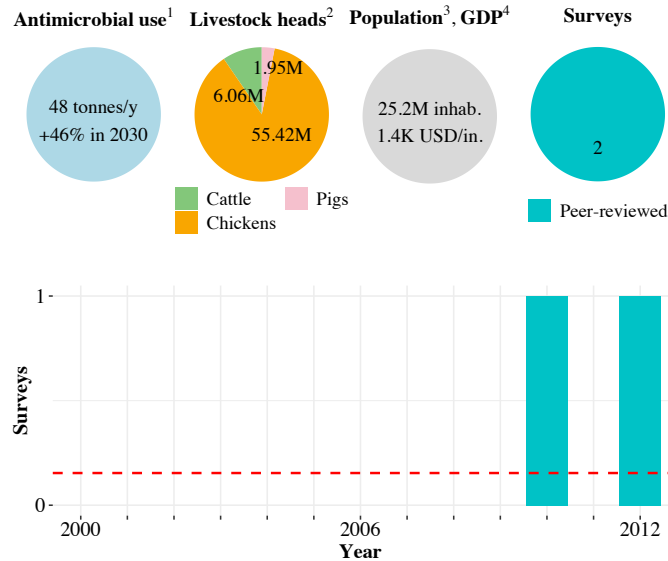 Antimicrobial use¹
Livestock heads²
Population³, GDP⁴
Surveys
48 tonnes/y
+46% in 2030
1.95M
6.06M
55.42M
25.2M inhab.
1.4K USD/in.
2
Cattle
Pigs
Chickens
Peer-reviewed
1
0
Surveys
2000
2006
2012
Year